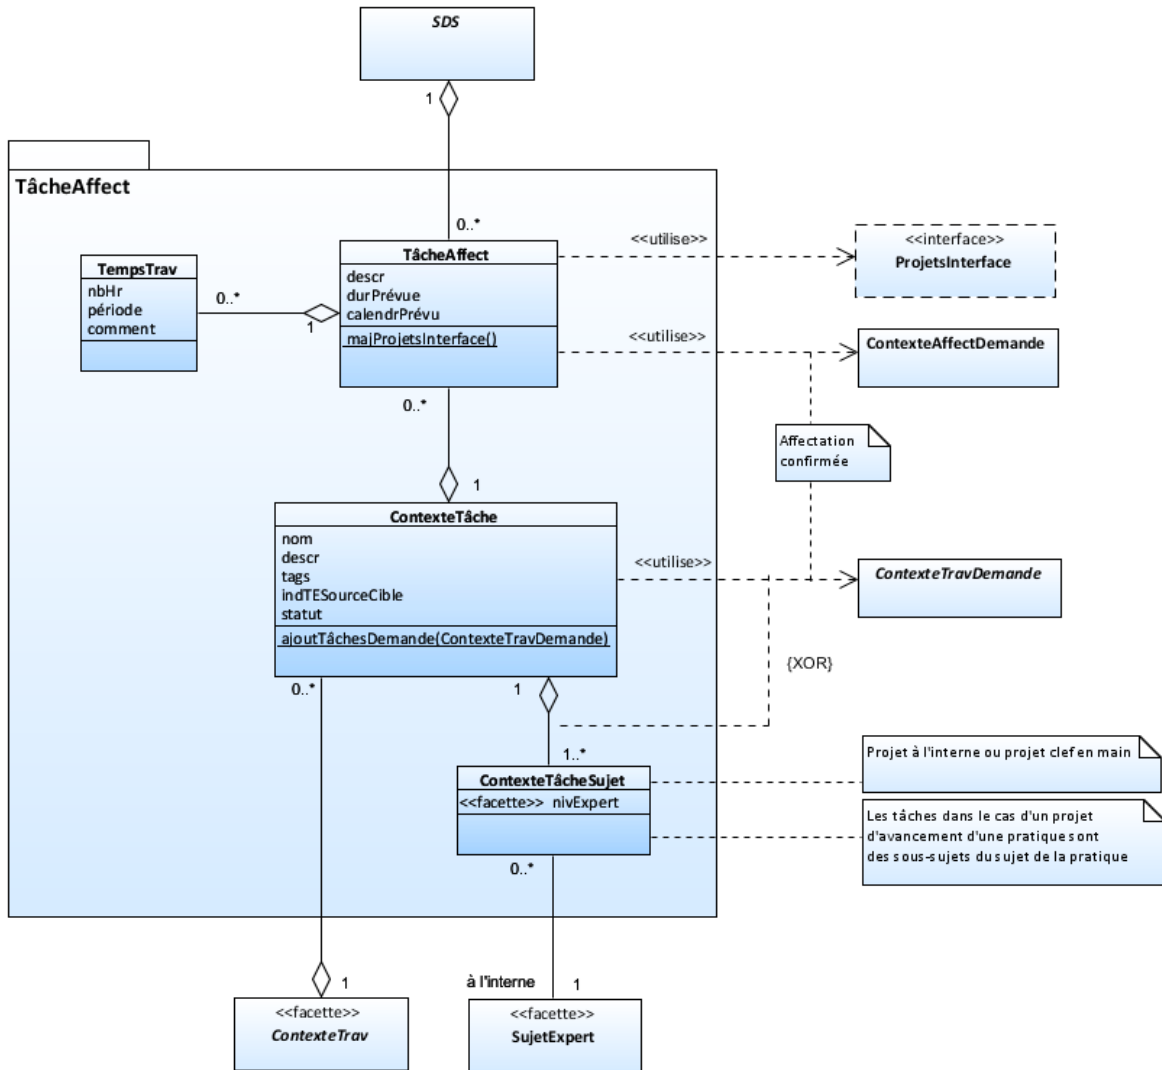 SDS
1
TâcheAffect
0..*
TempsTrav
nbHr
période
comment
0..*
1
TâcheAffect
descr
durPrévue
calendrPrévu
majProjetsInterface()
<<utilise>>
<<interface>>
ProjetsInterface
<<utilise>>
ContexteAffectDemande
0..*
Affectation
confirmée
1
ContexteTâche
nom
descr
tags
indTESourceCible
statut
ajoutTâchesDemande(ContexteTravDemande)
<<utilise>>
ContexteTravDemande
{XOR}
0..*
1
1..*
ContexteTâcheSujet
<<facette>> nivExpert
Projet à l'interne ou projet clef en main
Les tâches dans le cas d'un projet
d'avancement d'une pratique sont
des sous-sujets du sujet de la pratique
0..*
1
à l'interne
1
<<facette>>
ContexteTrav
<<facette>>
SujetExpert